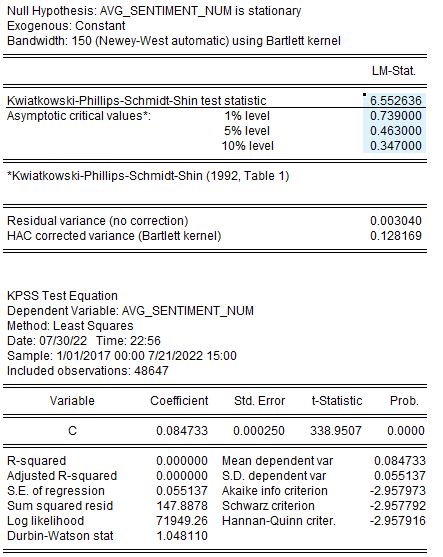 Null Hypothesis: AVG_SENTIMENT_NUM is stationary
Exogenous: Constant
Bandwidth: 150 (Newey-West automatic) using Bartlett kernel
LM-Stat.
Kwiatkowski-Phillips-Schmidt-Shin test statistic 6.552636
Asymptotic critical values*: 1% level 0.739000
5% level 0.463000
10% level 0.347000
*Kwiatkowski-Phillips-Schmidt-Shin (1992, Table 1)
Residual variance (no correction) 0.003040
HAC corrected variance (Bartlett kernel) 0.128169
KPSS Test Equation
Dependent Variable: AVG_SENTIMENT_NUM
Method: Least Squares
Date: 07/30/22 Time: 22:56
Sample: 1/01/2017 00:00 7/21/2022 15:00
Included observations: 48647
Variable Coefficient Std. Error t-Statistic Prob.
C 0.084733 0.000250 338.9507 0.0000
R-squared 0.000000 Mean dependent var 0.084733
Adjusted R-squared 0.000000 S.D. dependent var 0.055137
S.E. of regression 0.055137 Akaike info criterion -2.957973
Sum squared resid 147.8878 Schwarz criterion -2.957792
Log likelihood 71949.26 Hannan-Quinn criter. -2.957916
Durbin-Watson stat 1.048110